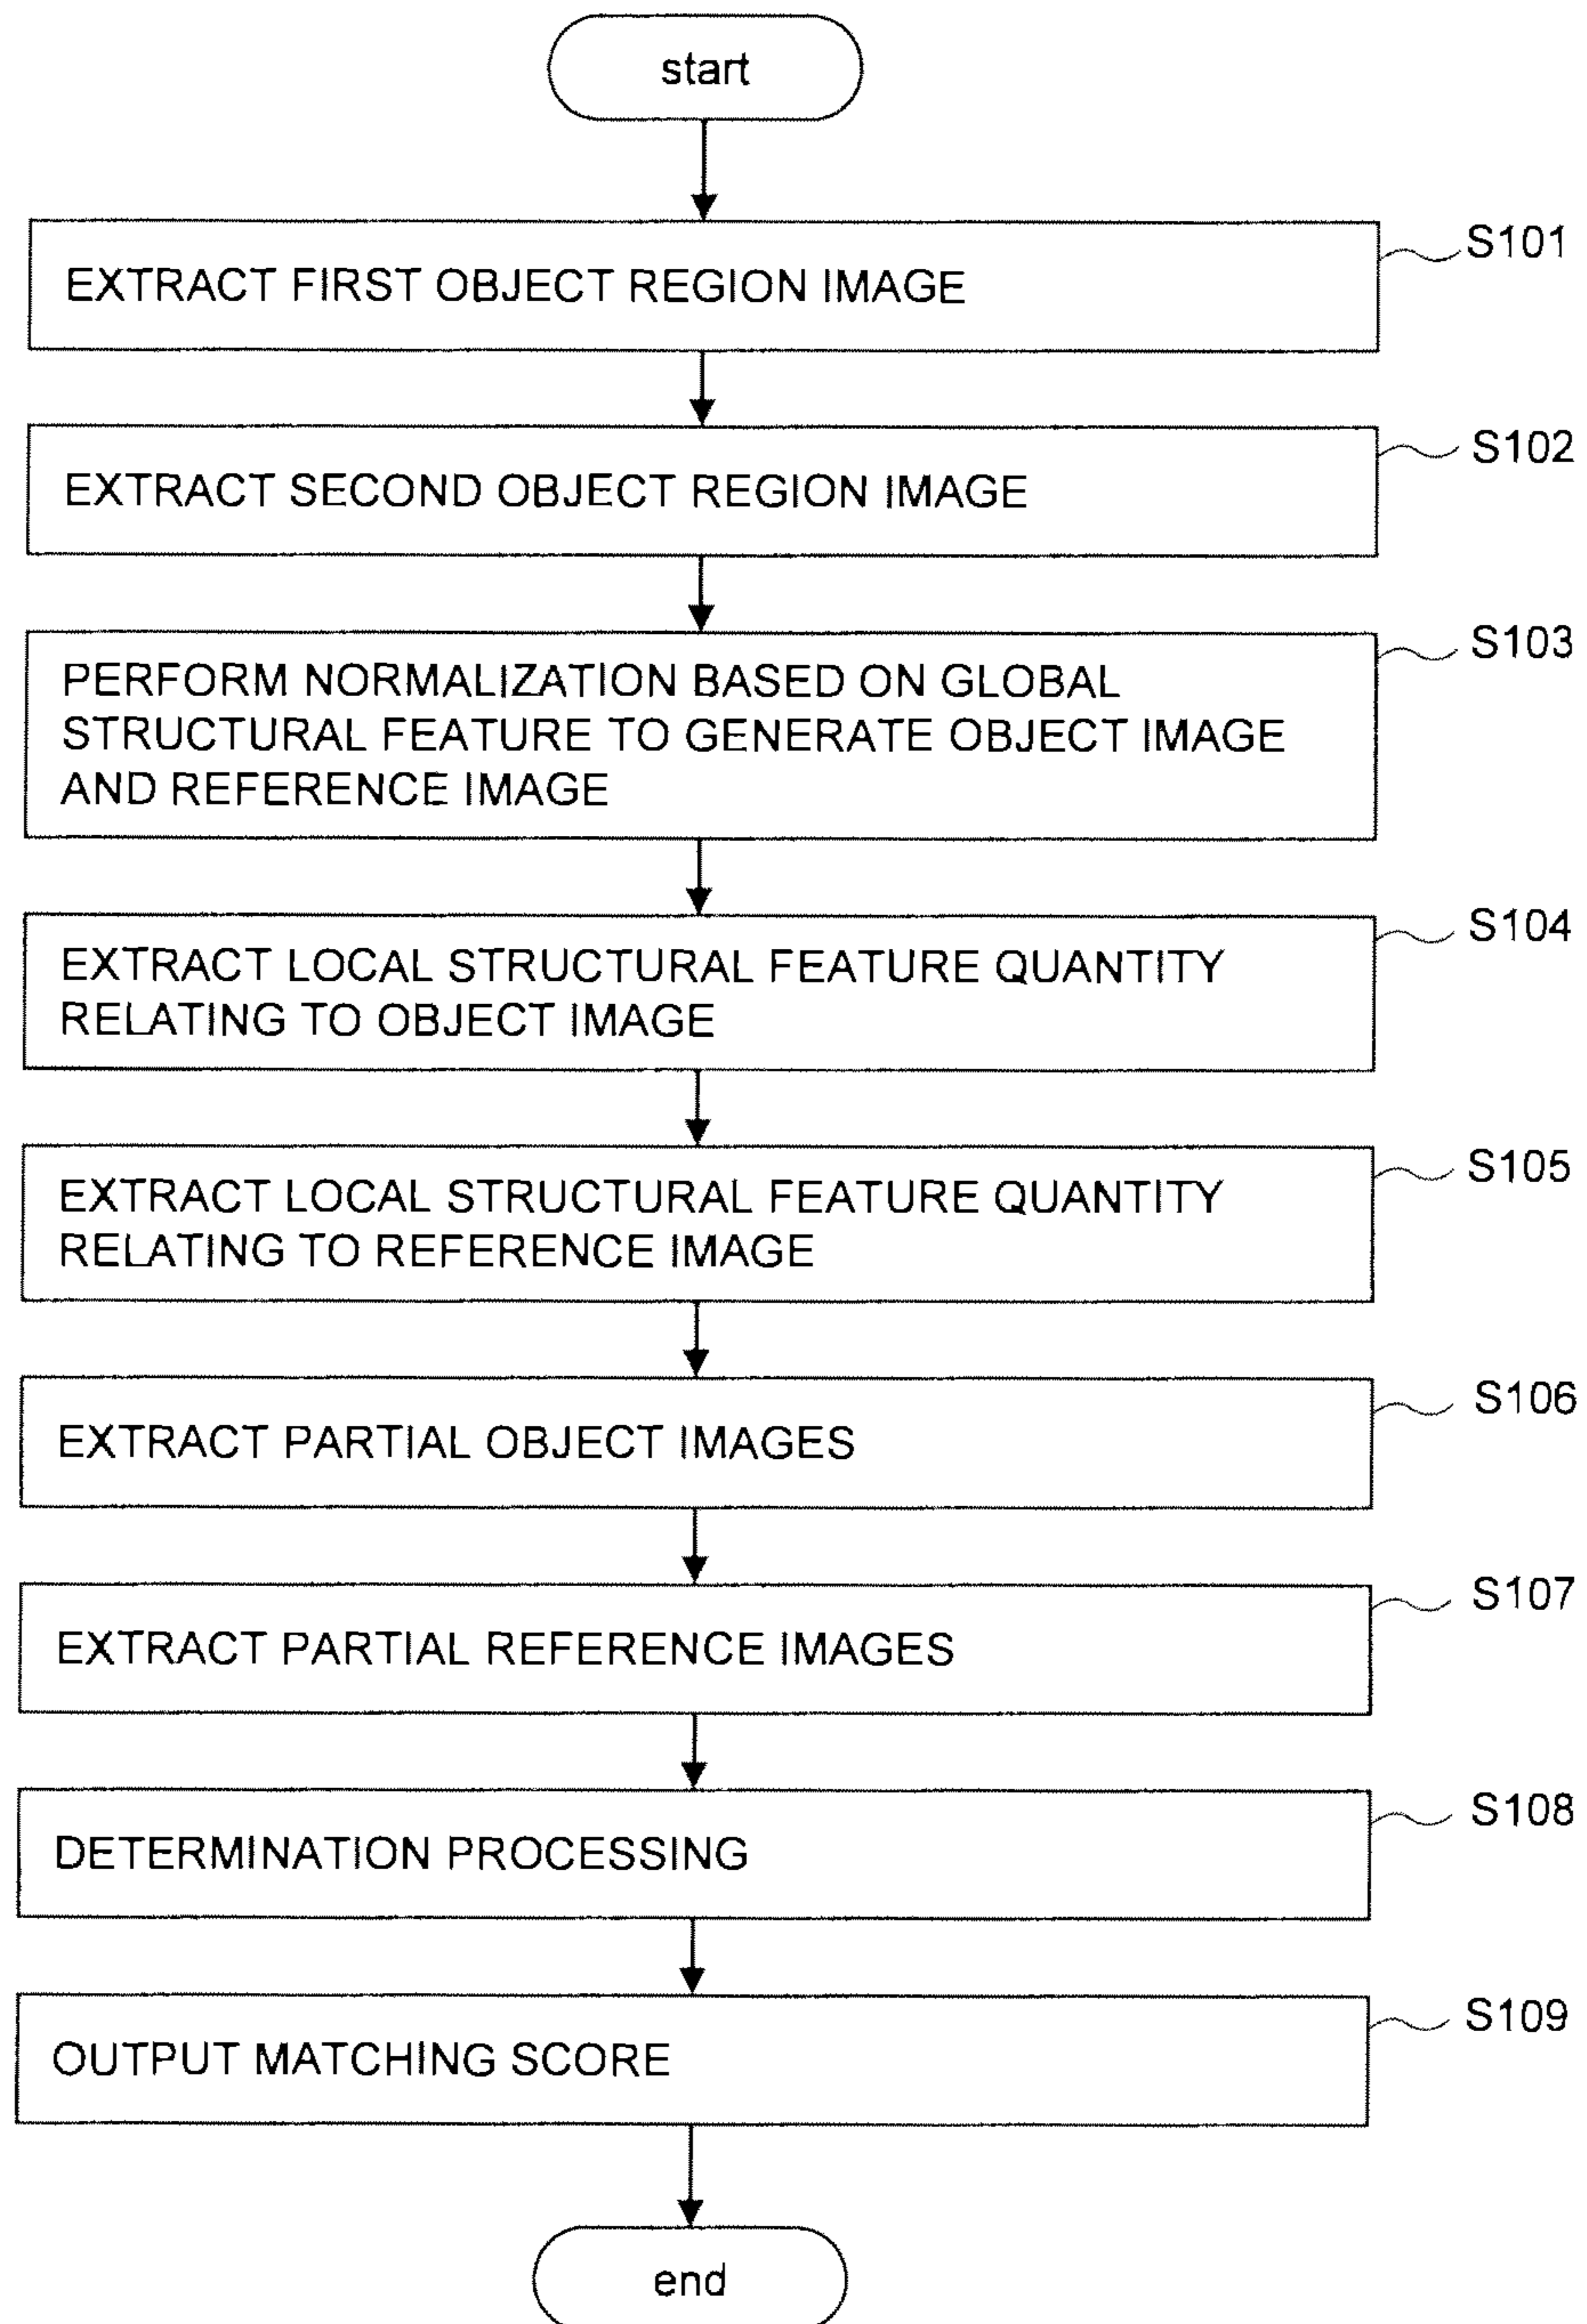 start
S101
EXTRACT FIRST OBJECT REGION IMAGE
S102
EXTRACT SECOND OBJECT REGION IMAGE
S103
PERFORM NORMALIZATION BASED ON GLOBAL
STRUCTURAL FEATURE TO GENERATE OBJECT IMAGE
AND REFERENCE IMAGE
S104
EXTRACT LOCAL STRUCTURAL FEATURE QUANTITY
RELATING TO OBJECT IMAGE
S105
EXTRACT LOCAL STRUCTURAL FEATURE QUANTITY
RELATING TO REFERENCE IMAGE
S106
EXTRACT PARTIAL OBJECT IMAGES
S107
EXTRACT PARTIAL REFERENCE IMAGES
S108
DETERMINATION PROCESSING
S109
OUTPUT MATCHING SCORE
end